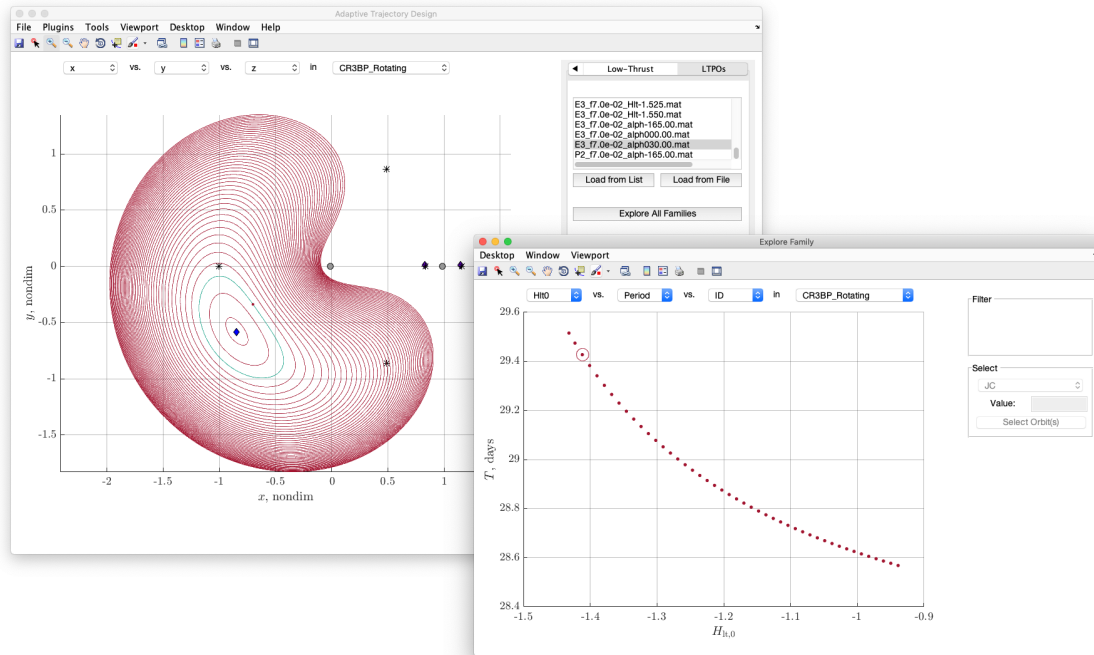 Adaptive Trajectory Design
File Plugins Tools Viewport Desktop Window Help
x vs. y vs. z in CR3BP_Rotating
1
0.5
0
-0.5
-1
-1.5
y, nondim
-2 -1.5 -1 -0.5 0 0.5 1
x, nondim
Low-Thrust LTPOs
E3_f7.0e-02_Hlt-1.525.mat
E3_f7.0e-02_Hlt-1.550.mat
E3_f7.0e-02_alph-165.00.mat
E3_f7.0e-02_alph000.00.mat
E3_f7.0e-02_alph030.00.mat
P2_f7.0e-02_alph-165.00.mat
Load from List Load from File
Explore All Families
Explore Family
Desktop Window Viewport
Hlt0 vs. Period vs. ID in CR3BP_Rotating
29.6
29.4
29.2
29
28.8
28.6
28.4
T, days
-1.5 -1.4 -1.3 -1.2 -1.1 -1 -0.9
H_lt,0
Filter
Select
JC
Value:
Select Orbit(s)